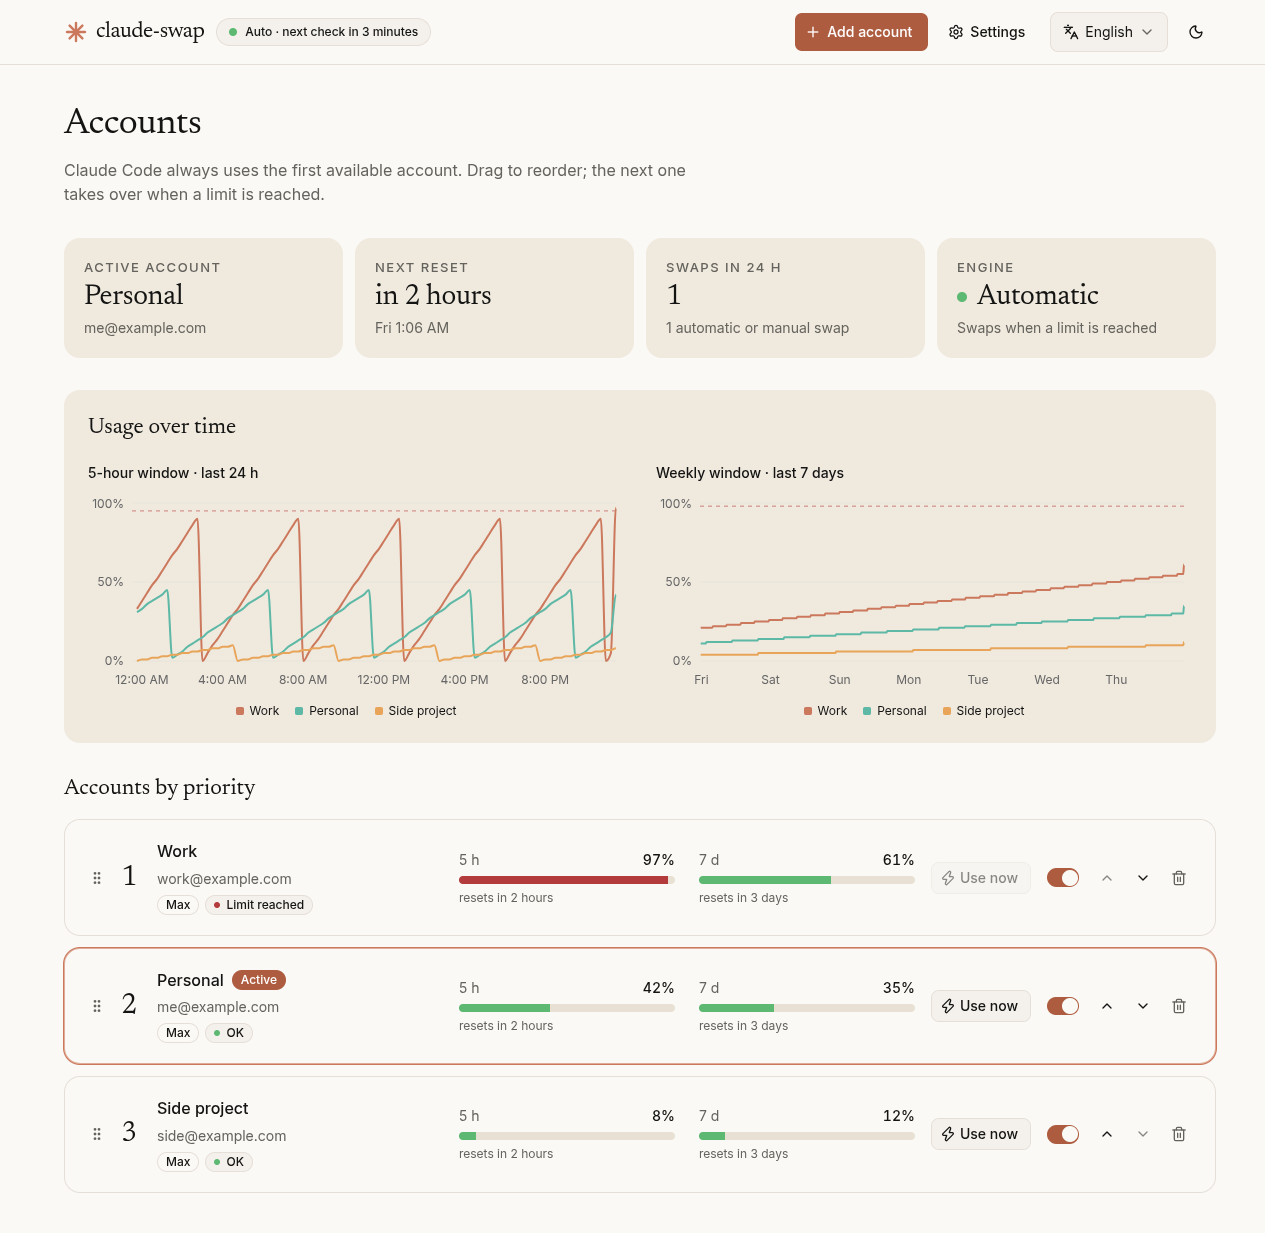 claude-swap
Auto · next check in 3 minutes
Add account
Settings
English
Accounts
Claude Code always uses the first available account. Drag to reorder; the next one
takes over when a limit is reached.
ACTIVE ACCOUNT
Personal
me@example.com
NEXT RESET
in 2 hours
Fri 1:06 AM
SWAPS IN 24 H
1
1 automatic or manual swap
ENGINE
Automatic
Swaps when a limit is reached
Usage over time
5-hour window · last 24 h
100%
50%
0%
12:00 AM 4:00 AM 8:00 AM 12:00 PM 4:00 PM 8:00 PM
Work Personal Side project
Weekly window · last 7 days
100%
50%
0%
Fri Sat Sun Mon Tue Wed Thu
Work Personal Side project
Accounts by priority
1
Work
work@example.com
Max Limit reached
5 h 97%
resets in 2 hours
7 d 61%
resets in 3 days
Use now
2
Personal Active
me@example.com
Max OK
5 h 42%
resets in 2 hours
7 d 35%
resets in 3 days
Use now
3
Side project
side@example.com
Max OK
5 h 8%
resets in 2 hours
7 d 12%
resets in 3 days
Use now